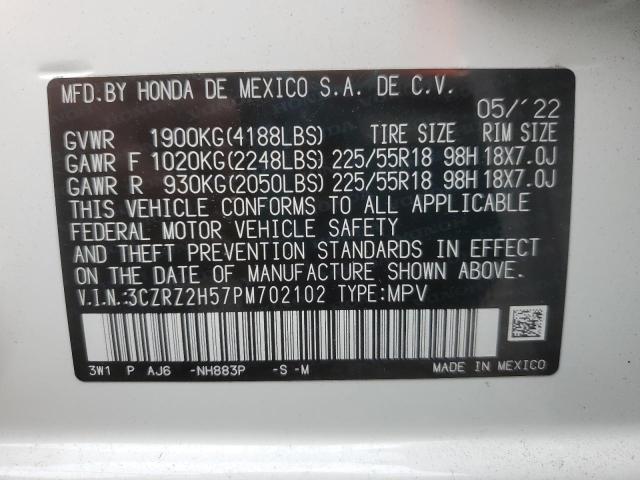 MFD.BY HONDA DE MEXICO S.A. DE C.V.
05/´22
GVWR 1900KG(4188LBS) TIRE SIZE RIM SIZE
GAWR F 1020KG(2248LBS) 225/55R18 98H 18X7.0J
GAWR R 930KG(2050LBS) 225/55R18 98H 18X7.0J
THIS VEHICLE CONFORMS TO ALL APPLICABLE
FEDERAL MOTOR VEHICLE SAFETY
AND THEFT PREVENTION STANDARDS IN EFFECT
ON THE DATE OF MANUFACTURE SHOWN ABOVE.
V.I.N.:3CZRZ2H57PM702102 TYPE:MPV
3W1 P AJ6 -NH883P -S -M
MADE IN MEXICO